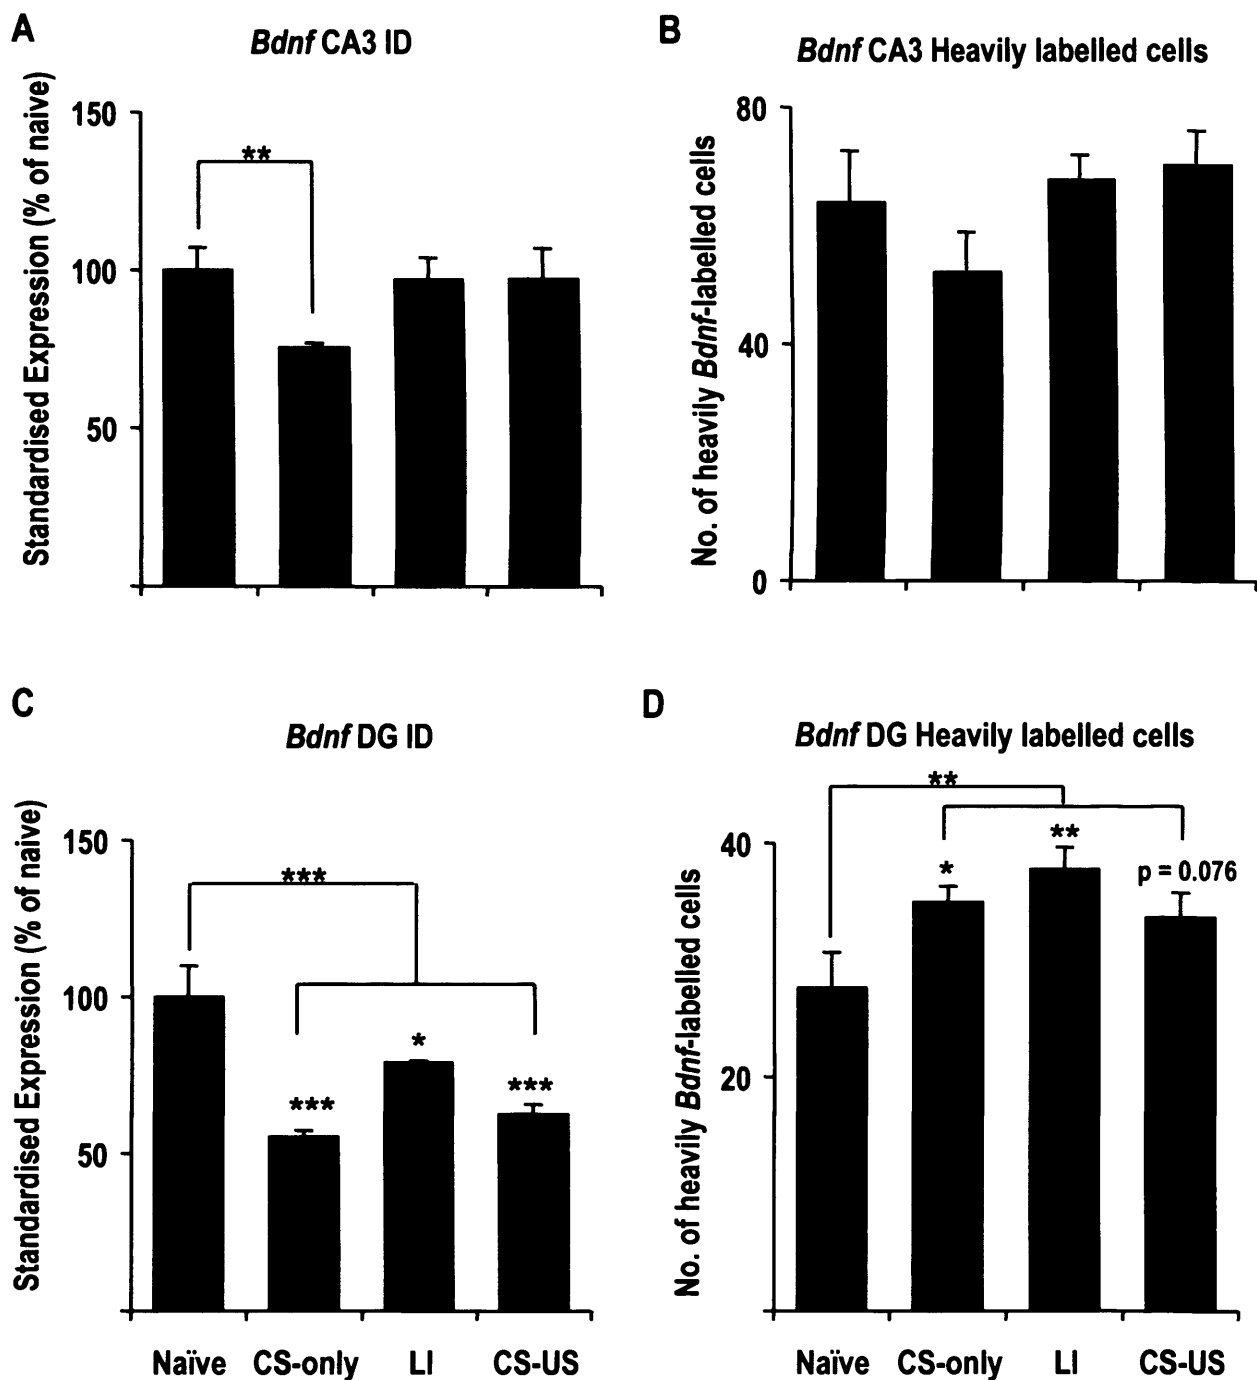 A
Bdnf CA3 ID
Standardised Expression (% of naive)
150
100
50
**
B
Bdnf CA3 Heavily labelled cells
No. of heavily Bdnf-labelled cells
80
40
0
C
Bdnf DG ID
Standardised Expression (% of naive)
150
100
50
***
***
*
***
Naïve CS-only LI CS-US
D
Bdnf DG Heavily labelled cells
No. of heavily Bdnf-labelled cells
40
20
**
*
**
p = 0.076
Naïve CS-only LI CS-US